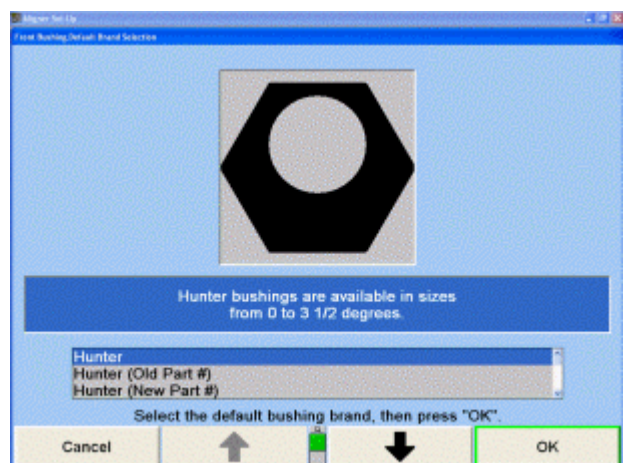 Aligner Set-Up
Front Bushing Default Brand Selection
Hunter bushings are available in sizes
from 0 to 3 1/2 degrees.
Hunter
Hunter (Old Part #)
Hunter (New Part #)
Select the default bushing brand, then press "OK".
Cancel
OK